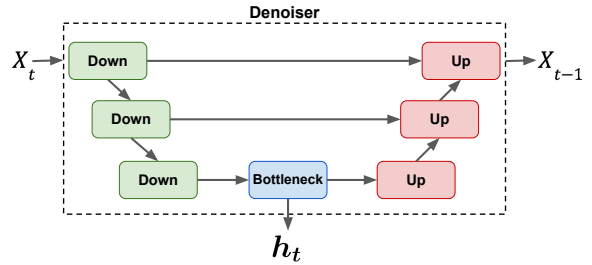 Denoiser
X_t
Down
Up
X_{t-1}
Down
Up
Down
Bottleneck
Up
h_t